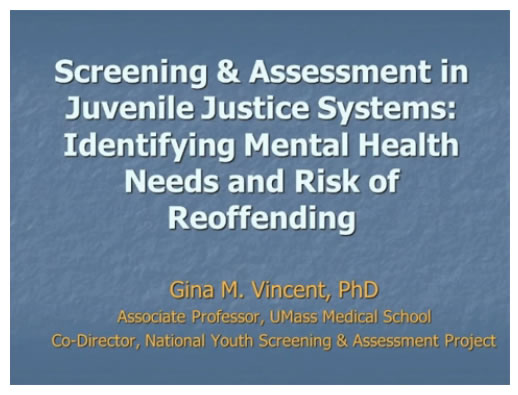 Screening & Assessment in
Juvenile Justice Systems:
Identifying Mental Health
Needs and Risk of
Reoffending
Gina M. Vincent, PhD
Associate Professor, UMass Medical School
Co-Director, National Youth Screening & Assessment Project